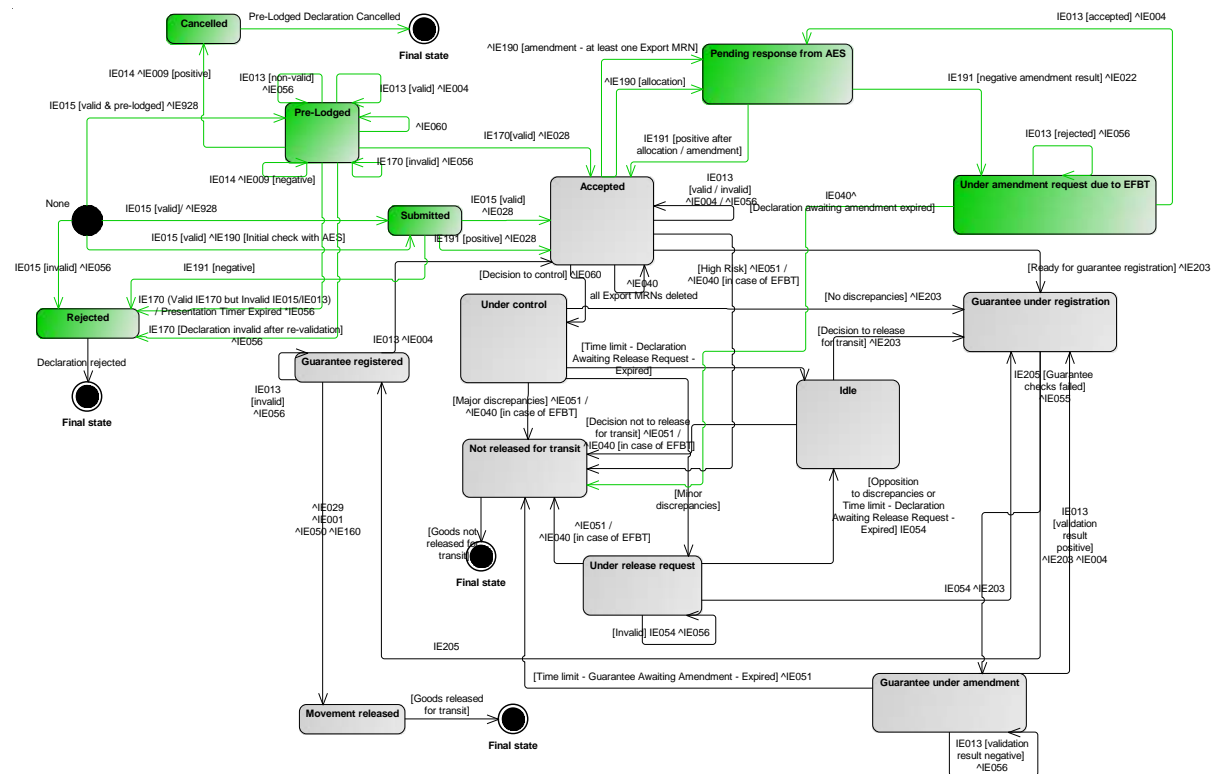 Cancelled
Pre-Lodged Declaration Cancelled
Final state
IE014 ^IE009 [positive]
IE013 [non-valid]
^IE056
IE013 [valid] ^IE004
IE015 [valid & pre-lodged] ^IE928
Pre-Lodged
^IE060
IE170[valid] ^IE028
IE170 [invalid] ^IE056
IE014 ^IE009 [negative]
^IE190 [amendment - at least one Export MRN]
^IE190 [allocation]
Pending response from AES
IE013 [accepted] ^IE004
IE191 [negative amendment result] ^IE022
IE191 [positive after
allocation / amendment]
IE013 [rejected] ^IE056
Under amendment request due to EFBT
None
IE015 [valid]/ ^IE928
Submitted
IE015 [valid]
^IE028
Accepted
IE013
[valid / invalid]
^IE004 / ^IE056
IE040^
[Declaration awaiting amendment expired]
IE015 [valid] ^IE190 [Initial check with AES]
IE191 [positive] ^IE028
IE015 [invalid] ^IE056
IE191 [negative]
[Decision to control] ^IE060
^IE040
all Export MRNs deleted
[High Risk] ^IE051 /
^IE040 [in case of EFBT]
[Ready for guarantee registration] ^IE203
IE170 (Valid IE170 but Invalid IE015/IE013)
/ Presentation Timer Expired ^IE056
Rejected
IE170 [Declaration invalid after re-validation]
^IE056
Under control
[No discrepancies] ^IE203
Guarantee under registration
IE013 ^IE004
[Decision to release
for transit] ^IE203
Declaration rejected
Final state
Guarantee registered
IE013
[invalid]
^IE056
[Time limit - Declaration
Awaiting Release Request -
Expired]
Idle
IE205 [Guarantee
checks failed]
^IE055
[Major discrepancies] ^IE051 /
^IE040 [in case of EFBT]
[Decision not to release
for transit] ^IE051 /
^IE040 [in case of EFBT]
Not released for transit
[Minor
discrepancies]
[Opposition
to discrepancies or
Time limit - Declaration
Awaiting Release Request -
Expired] IE054
^IE029
^IE001
^IE050 ^IE160
[Goods not
released for
transit]
Final state
^IE051 /
^IE040 [in case of EFBT]
Under release request
IE013
[validation
result
positive]
^IE203 ^IE004
IE054 ^IE203
[Invalid] IE054 ^IE056
IE205
[Time limit - Guarantee Awaiting Amendment - Expired] ^IE051
Guarantee under amendment
Movement released
[Goods released
for transit]
Final state
IE013 [validation
result negative]
^IE056